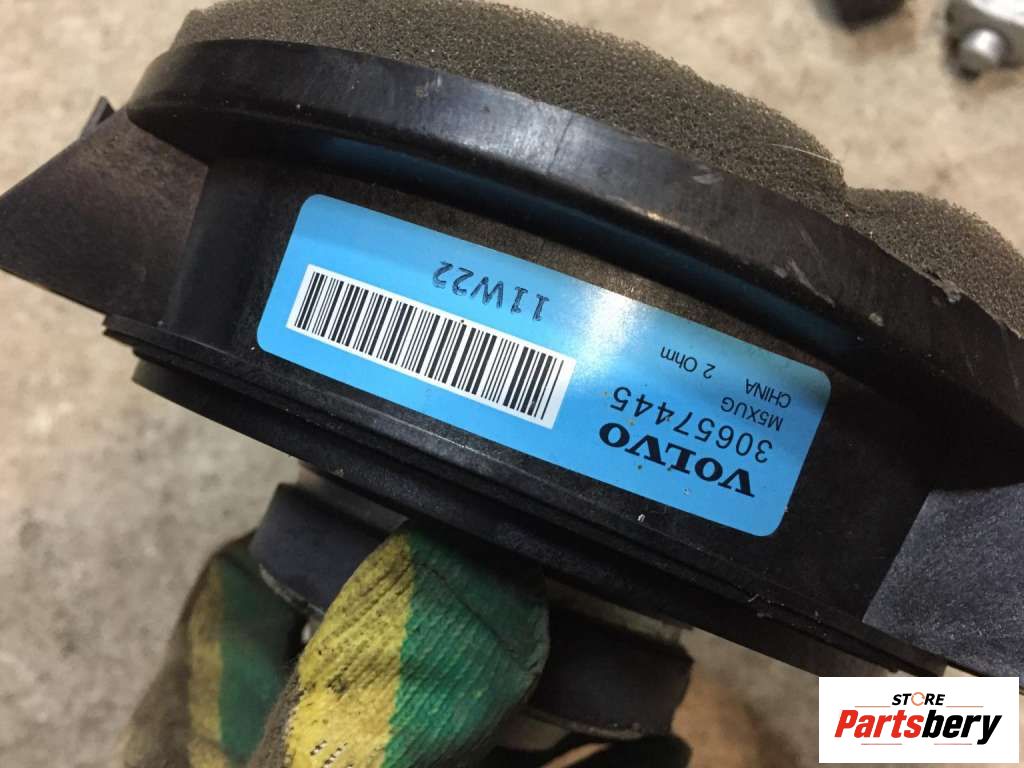 VOLVO
30657445
M5XUG
CHINA
2 Ohm
11W22
STORE
Partsbery